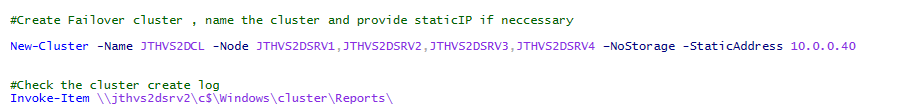 #Create Failover cluster , name the cluster and provide staticIP if neccessary
New-Cluster -Name JTHVS2DCL -Node JTHVS2DSRV1,JTHVS2DSRV2,JTHVS2DSRV3,JTHVS2DSRV4 -NoStorage -StaticAddress 10.0.0.40
#Check the cluster create log
Invoke-Item \\jthvs2dsrv2\c$\Windows\cluster\Reports\